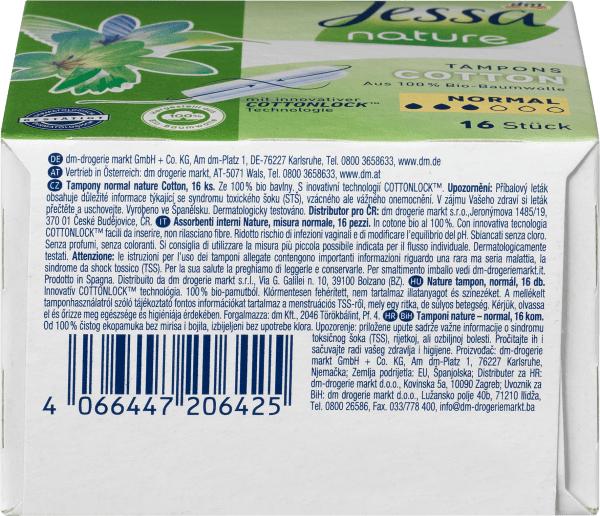 dm
Jessa
nature
TAMPONS
COTTON
Aus 100% Bio-Baumwolle
mit innovativer
COTTONLOCK™
Technologie
100%
NORMAL
16 Stück
BESTÄTIGT
DE dm-drogerie markt GmbH + Co. KG, Am dm-Platz 1, DE-76227 Karlsruhe, Tel. 0800 3658633, www.dm.de
AT Vertrieb in Österreich: dm drogerie markt, AT-5071 Wals, Tel. 0800 3658633, www.dm.at
CZ Tampony normal nature Cotton, 16 ks. Ze 100% bio bavlny. S inovativní technologií COTTONLOCK™. Upozornění: Příbalový leták
obsahuje důležité informace týkající se syndromu toxického šoku (STS), vzácného ale vážného onemocnění. V zájmu Vašeho zdraví si leták
přečtěte a uschovejte. Vyrobeno ve Španělsku. Dermatologicky testováno. Distributor pro ČR: dm drogerie markt s.r.o.,Jeronýmova 1485/19,
370 01 České Budějovice, ČR. IT Assorbenti interni Nature, misura normale, 16 pezzi. In cotone bio al 100%. Con innovativa tecnologia
COTTONLOCK™ facili da inserire, non rilasciano fibre. Ridotto rischio di infezioni vaginali e di modificare l'equilibrio del pH. Sbiancati senza cloro.
Senza profumi, senza coloranti. Si consiglia di utilizzare la misura più piccola possibile indicata per il flusso individuale. Dermatologicamente
testati. Attenzione: le istruzioni per l'uso dei tamponi allegate contengono importanti informazioni riguardo una rara ma seria malattia, la
sindrome da shock tossico (TSS). Per la sua salute la preghiamo di leggerle e conservarle. Per smaltimento imballo vedi dm-drogeriemarkt.it.
Prodotto in Spagna. Distribuito da dm drogerie markt s.r.l., Via G. Galilei n. 10, 39100 Bolzano (BZ). HU Nature tampon, normál, 16 db.
Innovatív COTTONLOCK™ technológia. 100% bio-pamutból. Klórmentesen fehérített, nem tartalmaz illatanyagot és színezéket. A mellékelt
tamponhasználatról szóló tájékoztató fontos információkat tartalmaz a menstruációs TSS-ről, mely egy ritka, de súlyos betegség. Kérjük, olvassa
el és őrizze meg egészsége és higiéniája érdekében. Forgalmazza: dm Kft., 2046 Törökbálint, Pf. 4. HR BiH Tamponi nature – normal, 16 kom.
Od 100% čistog ekopamuka bez mirisa i bojila, izbijeljeni bez upotrebe klora. Upozorenje: priložene upute sadrže važne informacije o sindromu
toksičnog šoka (TSS), rijetkoj, ali ozbiljnoj bolesti. Pročitajte ih i
sačuvajte radi vašeg zdravlja i higijene. Proizvođač: dm-drogerie
markt GmbH + Co. KG, Am dm-Platz 1, 76227 Karlsruhe,
Njemačka; Zemlja podrijetla: EU, Španjolska; Distributer za HR:
dm-drogerie markt d.o.o., Kovinska 5a, 10090 Zagreb; Uvoznik za
BiH: dm drogerie markt d.o.o., Lužansko polje 40b, 71210 Ilidža,
Tel. 0800 26586, Fax. 033/778 400, info@dm-drogeriemarkt.ba
4 066447 206425